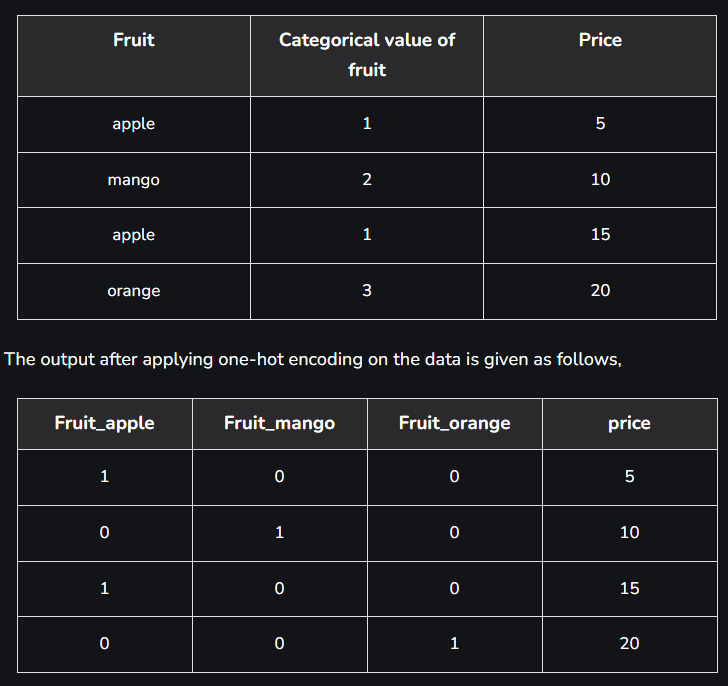 Fruit Categorical value of fruit Price
apple 1 5
mango 2 10
apple 1 15
orange 3 20
The output after applying one-hot encoding on the data is given as follows,
Fruit_apple Fruit_mango Fruit_orange price
1 0 0 5
0 1 0 10
1 0 0 15
0 0 1 20